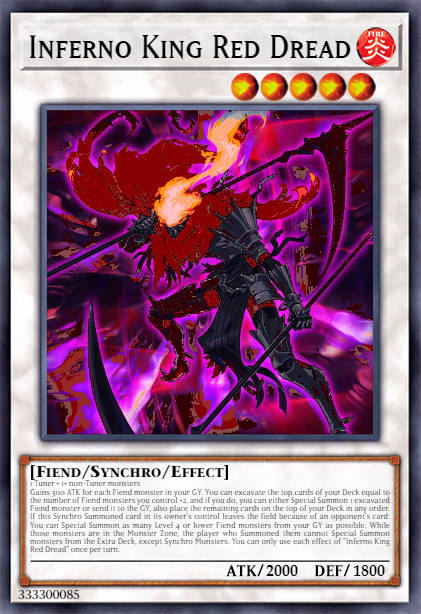 Inferno King Red Dread
FIRE
炎
[Fiend/Synchro/Effect]
1 Tuner + 1+ non-Tuner monsters
Gains 300 ATK for each Fiend monster in your GY. You can excavate the top cards of your Deck equal to
the number of Fiend monsters you control +2, and if you do, you can either Special Summon 1 excavated
Fiend monster or send it to the GY, also place the remaining cards on the top of your Deck in any order.
If this Synchro Summoned card in its owner's control leaves the field because of an opponent's card:
You can Special Summon as many Level 4 or lower Fiend monsters from your GY as possible. While
those monsters are in the Monster Zone, the player who Summoned them cannot Special Summon
monsters from the Extra Deck, except Synchro Monsters. You can only use each effect of "Inferno King
Red Dread" once per turn.
ATK/2000 DEF/1800
333300085